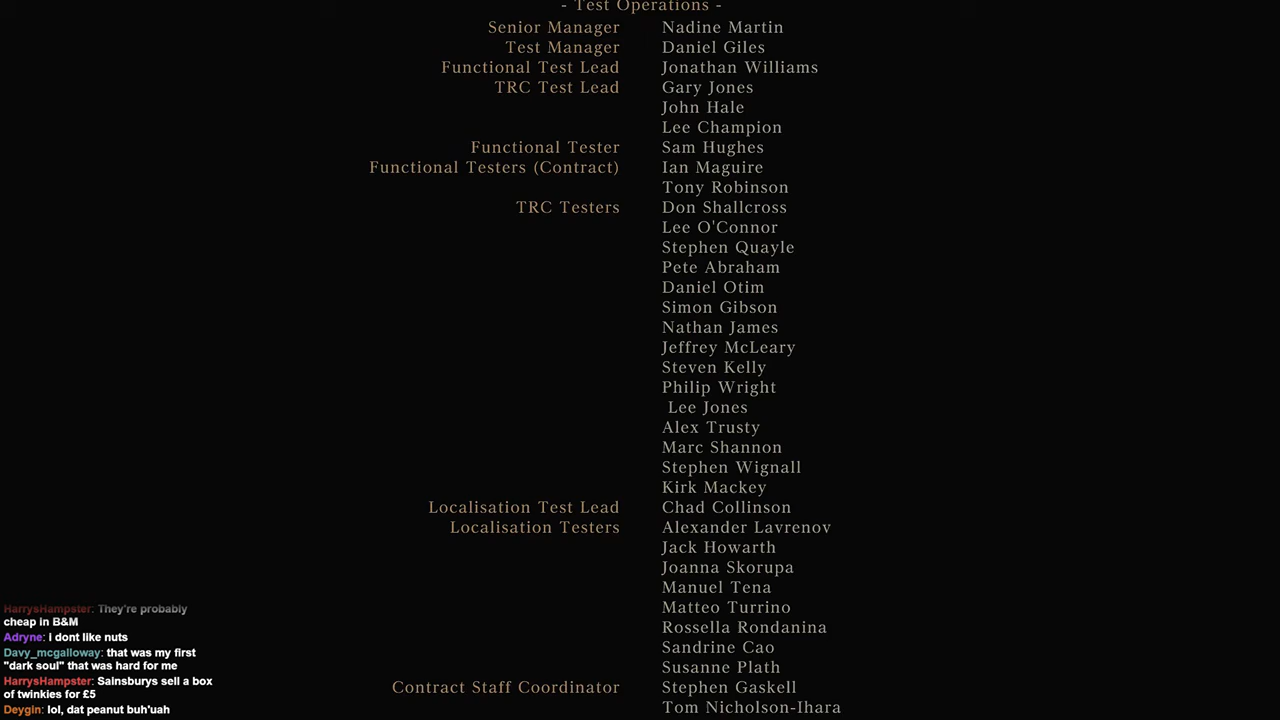 - Test Operations -
Senior Manager Nadine Martin
Test Manager Daniel Giles
Functional Test Lead Jonathan Williams
TRC Test Lead Gary Jones
John Hale
Lee Champion
Functional Tester Sam Hughes
Functional Testers (Contract) Ian Maguire
Tony Robinson
TRC Testers Don Shallcross
Lee O'Connor
Stephen Quayle
Pete Abraham
Daniel Otim
Simon Gibson
Nathan James
Jeffrey McLeary
Steven Kelly
Philip Wright
Lee Jones
Alex Trusty
Marc Shannon
Stephen Wignall
Kirk Mackey
Localisation Test Lead Chad Collinson
Localisation Testers Alexander Lavrenov
Jack Howarth
Joanna Skorupa
Manuel Tena
Matteo Turrino
Rossella Rondanina
Sandrine Cao
Susanne Plath
Contract Staff Coordinator Stephen Gaskell
Tom Nicholson-Ihara
HarrysHampster: They're probably
cheap in B&M
Adryne: i dont like nuts
Davy_mcgalloway: that was my first
"dark soul" that was hard for me
HarrysHampster: Sainsburys sell a box
of twinkies for £5
Deygin: lol, dat peanut buh'uah